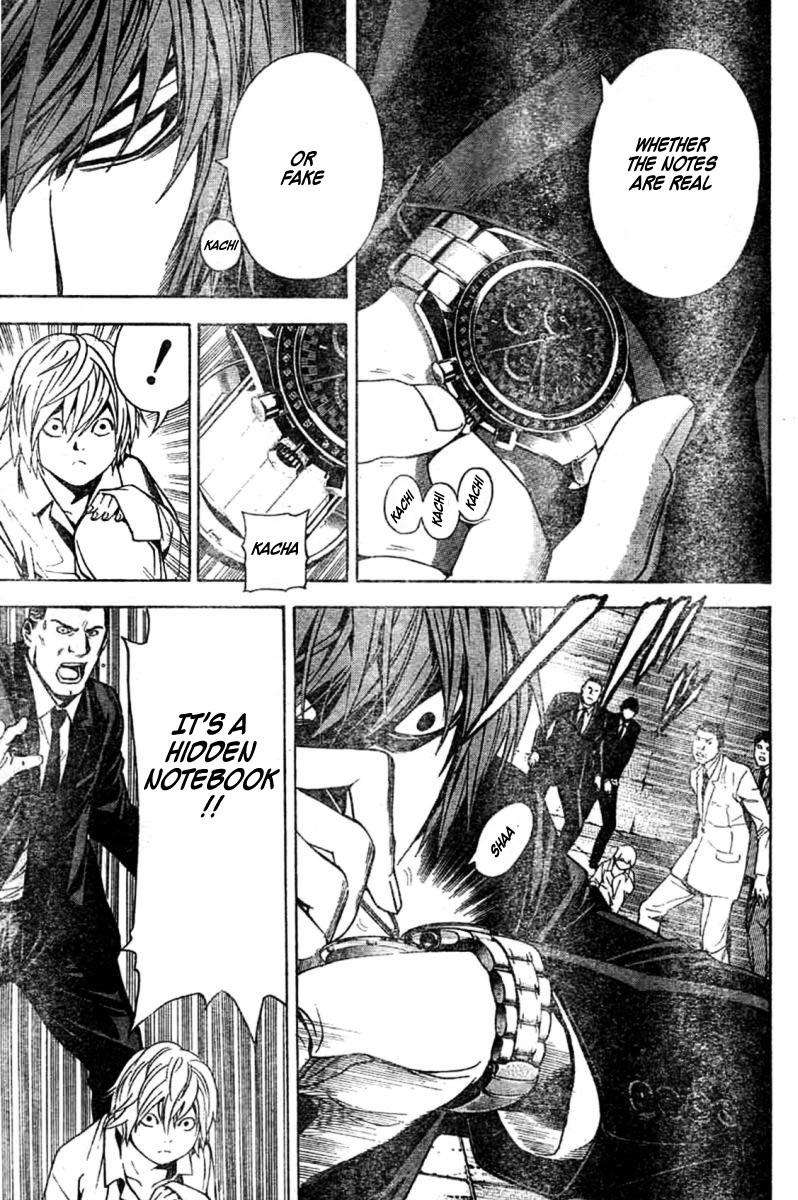 WHETHER
THE NOTES
ARE REAL
OR
FAKE
KACHI
KACHI
KACHI
KACHI
KACHA
!
SHAA
IT'S A
HIDDEN
NOTEBOOK
!!